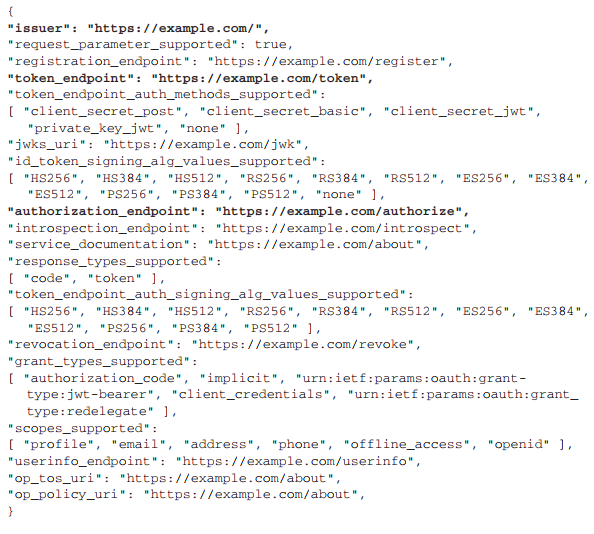 {
"issuer": "https://example.com/",
"request_parameter_supported": true,
"registration_endpoint": "https://example.com/register",
"token_endpoint": "https://example.com/token",
"token_endpoint_auth_methods_supported":
[ "client_secret_post", "client_secret_basic", "client_secret_jwt",
"private_key_jwt", "none" ],
"jwks_uri": "https://example.com/jwk",
"id_token_signing_alg_values_supported":
[ "HS256", "HS384", "HS512", "RS256", "RS384", "RS512", "ES256", "ES384",
"ES512", "PS256", "PS384", "PS512", "none" ],
"authorization_endpoint": "https://example.com/authorize",
"introspection_endpoint": "https://example.com/introspect",
"service_documentation": "https://example.com/about",
"response_types_supported":
[ "code", "token" ],
"token_endpoint_auth_signing_alg_values_supported":
[ "HS256", "HS384", "HS512", "RS256", "RS384", "RS512", "ES256", "ES384",
"ES512", "PS256", "PS384", "PS512" ],
"revocation_endpoint": "https://example.com/revoke",
"grant_types_supported":
[ "authorization_code", "implicit", "urn:ietf:params:oauth:grant-
type:jwt-bearer", "client_credentials", "urn:ietf:params:oauth:grant_
type:redelegate" ],
"scopes_supported":
[ "profile", "email", "address", "phone", "offline_access", "openid" ],
"userinfo_endpoint": "https://example.com/userinfo",
"op_tos_uri": "https://example.com/about",
"op_policy_uri": "https://example.com/about",
}